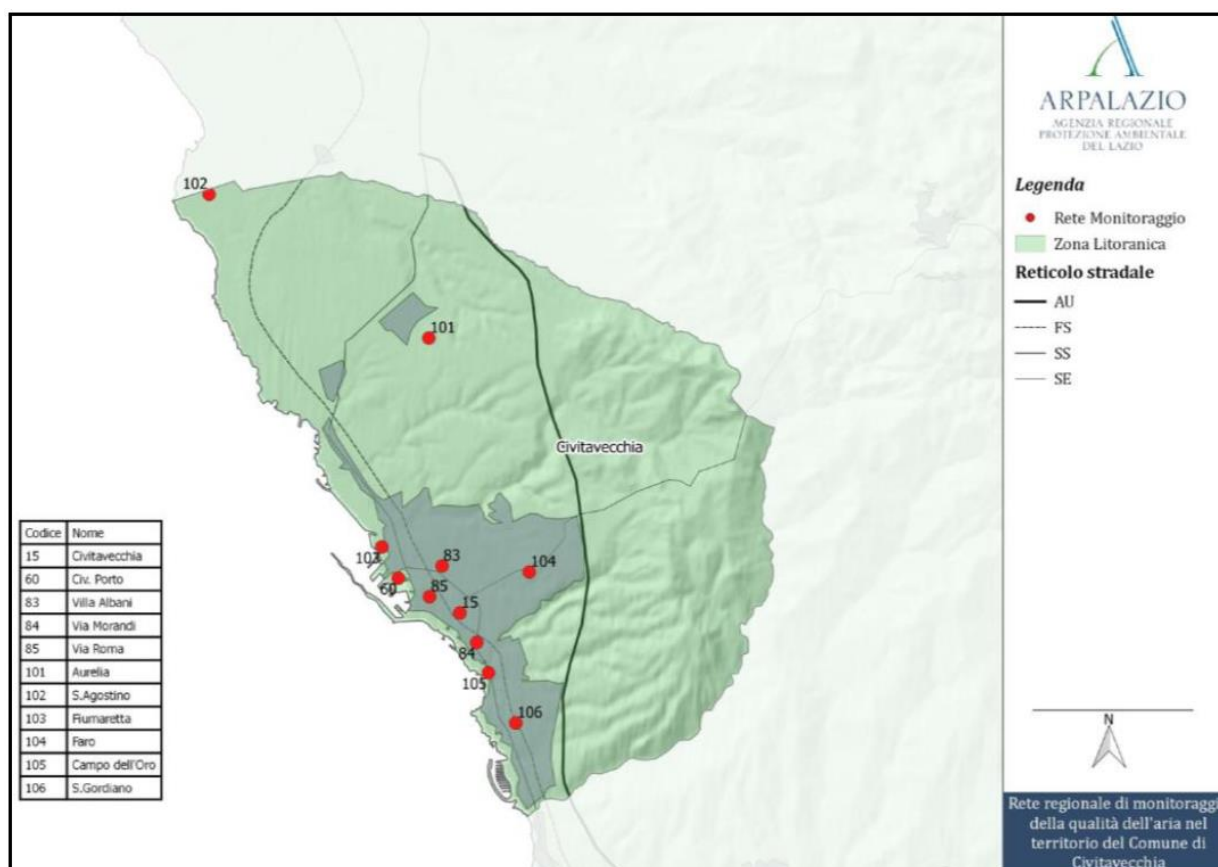 102
101
Civitavecchia
103
83
104
60
85
15
84
105
106
Codice Nome
15 Civitavecchia
60 Civ. Porto
83 Villa Albani
84 Via Morandi
85 Via Roma
101 Aurelia
102 S.Agostino
103 Fiumaretta
104 Faro
105 Campo dell'Oro
106 S.Gordiano
ARPALAZIO
AGENZIA REGIONALE
PROTEZIONE AMBIENTALE
DEL LAZIO
Legenda
Rete Monitoraggio
Zona Litoranica
Reticolo stradale
AU
FS
SS
SE
N
Rete regionale di monitoraggi
della qualità dell'aria nel
territorio del Comune di
Civitavecchia